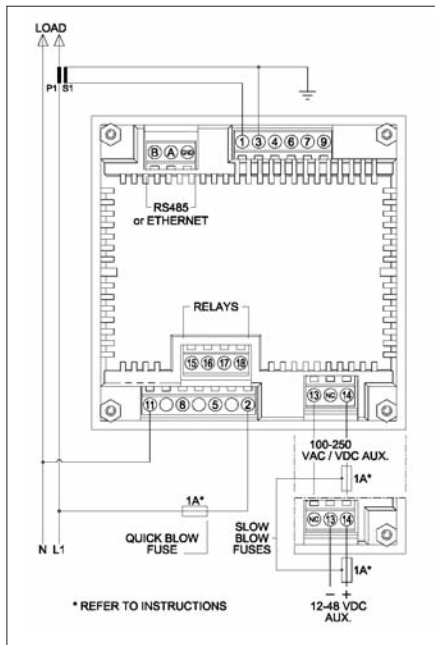 LOAD
P1 S1
B A GND
1 3 4 6 7 9
RS485
or ETHERNET
RELAYS
15 16 17 18
11 8 5 2
13 NC 14
100-250
VAC / VDC AUX.
1A*
1A*
QUICK BLOW
FUSE
SLOW
BLOW
FUSES
NC 13 14
N L1
1A*
* REFER TO INSTRUCTIONS
– +
12-48 VDC
AUX.